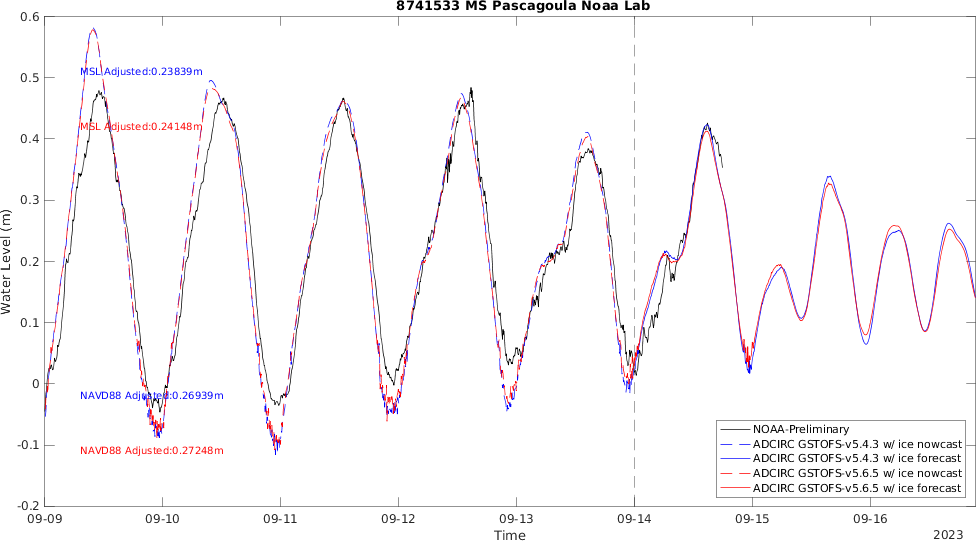 8741533 MS Pascagoula Noaa Lab
0.6
0.5
0.4
0.3
0.2
0.1
0
-0.1
-0.2
Water Level (m)
MSL Adjusted:0.23839m
MSL Adjusted:0.24148m
NAVD88 Adjusted:0.26939m
NAVD88 Adjusted:0.27248m
NOAA-Preliminary
ADCIRC GSTOFS-v5.4.3 w/ ice nowcast
ADCIRC GSTOFS-v5.4.3 w/ ice forecast
ADCIRC GSTOFS-v5.6.5 w/ ice nowcast
ADCIRC GSTOFS-v5.6.5 w/ ice forecast
09-09 09-10 09-11 09-12 09-13 09-14 09-15 09-16
Time
2023